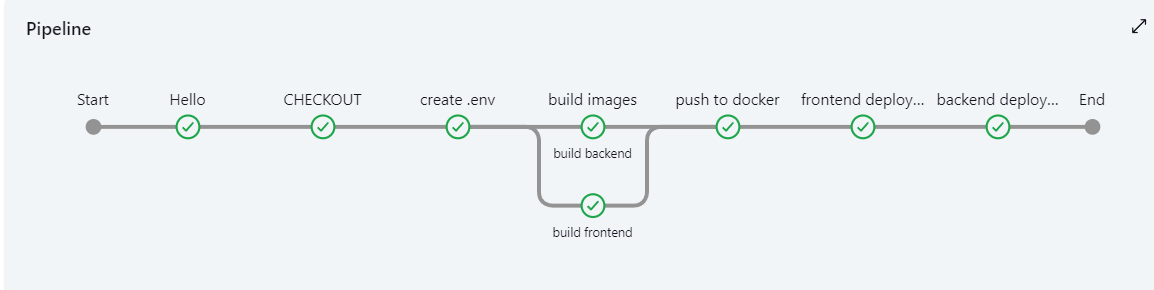 Pipeline
Start
Hello
CHECKOUT
create .env
build images
push to docker
frontend deploy...
backend deploy...
End
build backend
build frontend